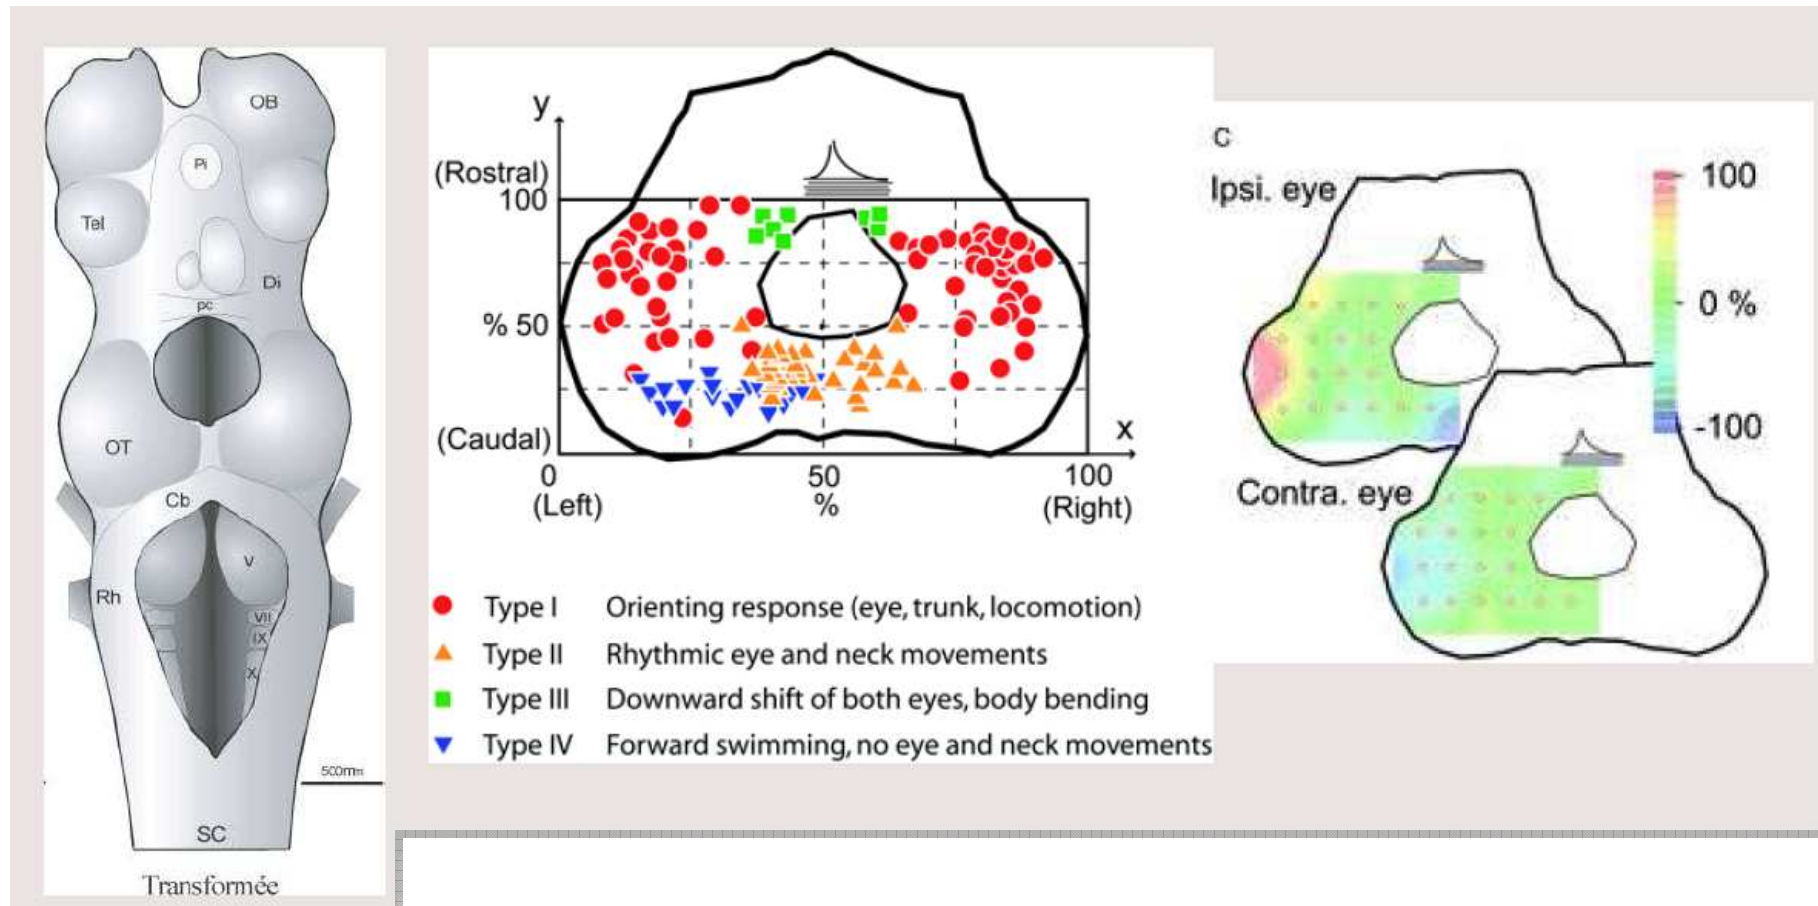 OB
Pi
Tel
Di
pc
OT
Cb
V
Rh
VII
IX
X
500mm
SC
Transformée
y
(Rostral)
100
% 50
(Caudal)
x
0
50
100
(Left)
%
(Right)
Type I Orienting response (eye, trunk, locomotion)
Type II Rhythmic eye and neck movements
Type III Downward shift of both eyes, body bending
Type IV Forward swimming, no eye and neck movements
C
Ipsi. eye
100
0 %
-100
Contra. eye